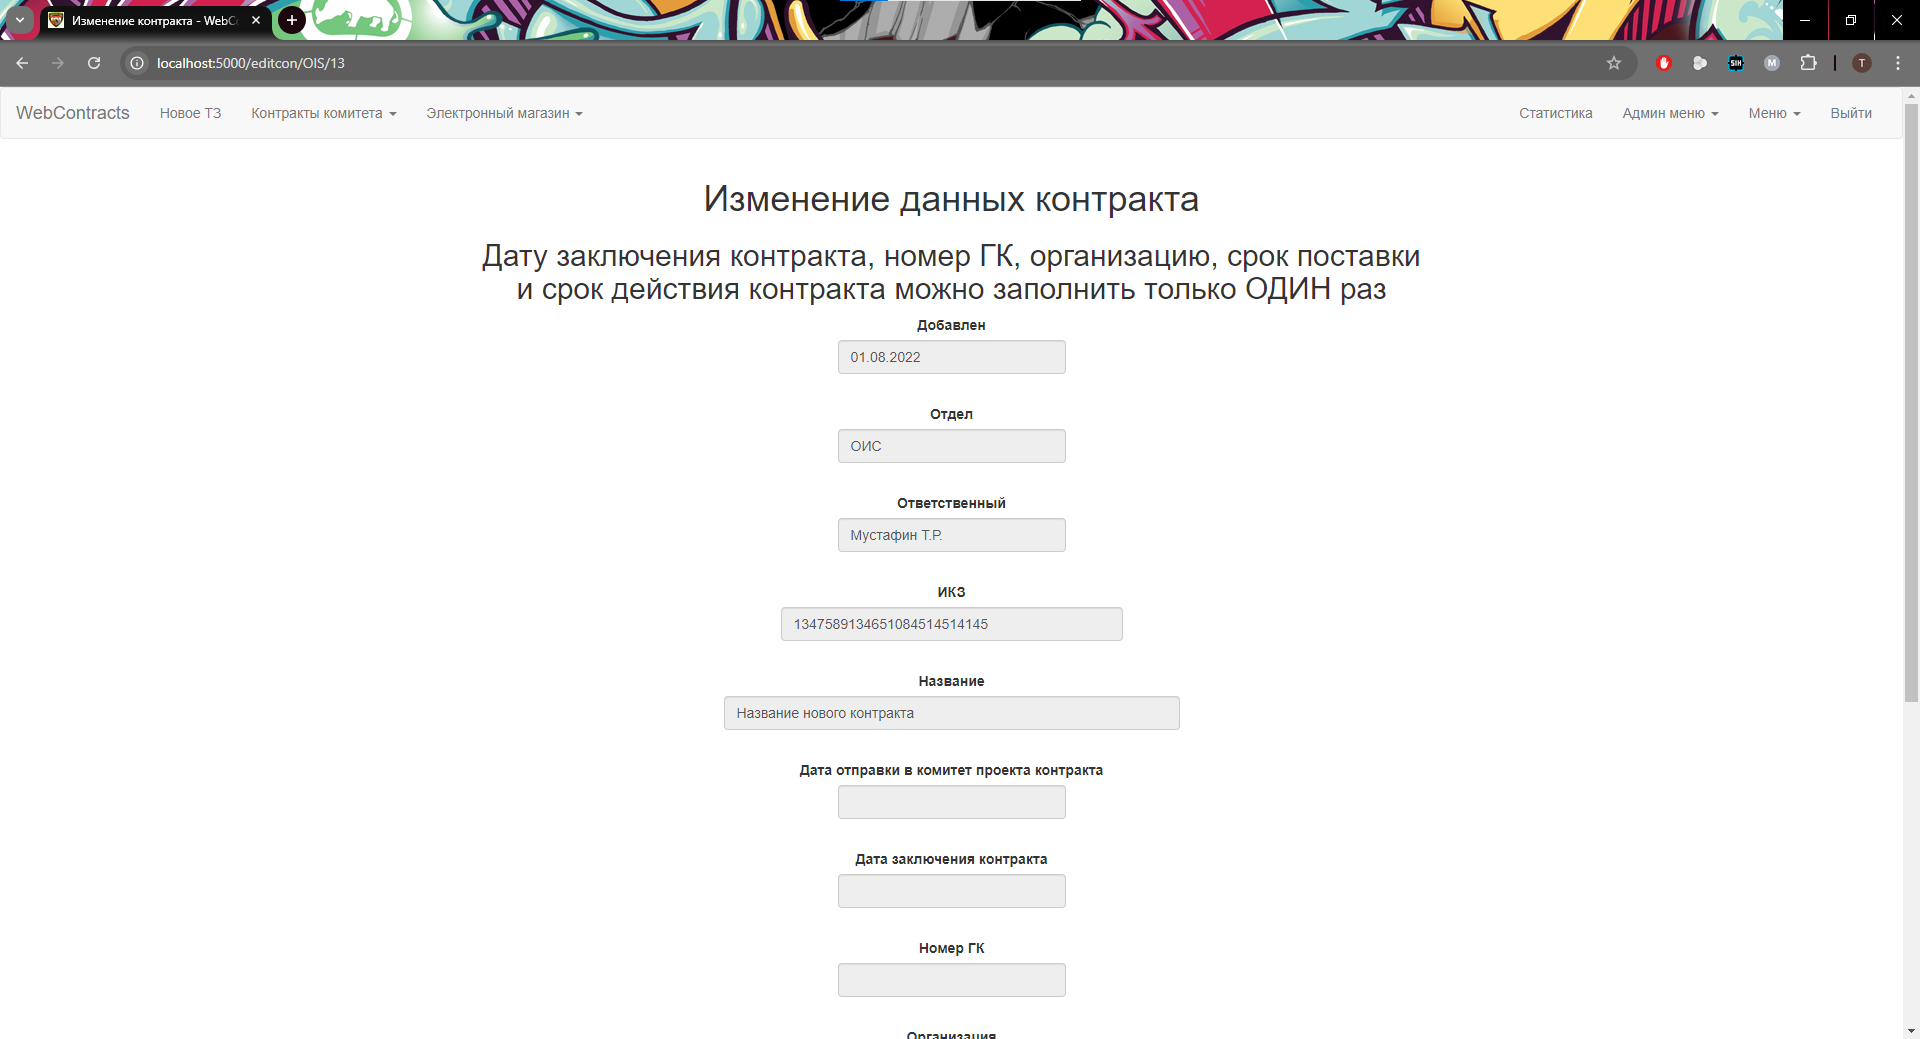 Изменение контракта - WebCo
localhost:5000/editcon/OIS/13
SIH
M
T
WebContracts Новое ТЗ Контракты комитета Электронный магазин Статистика Админ меню Меню Выйти
Изменение данных контракта
Дату заключения контракта, номер ГК, организацию, срок поставки
и срок действия контракта можно заполнить только ОДИН раз
Добавлен
01.08.2022
Отдел
ОИС
Ответственный
Мустафин Т.Р.
ИКЗ
1347589134651084514514145
Название
Название нового контракта
Дата отправки в комитет проекта контракта
Дата заключения контракта
Номер ГК
Организация